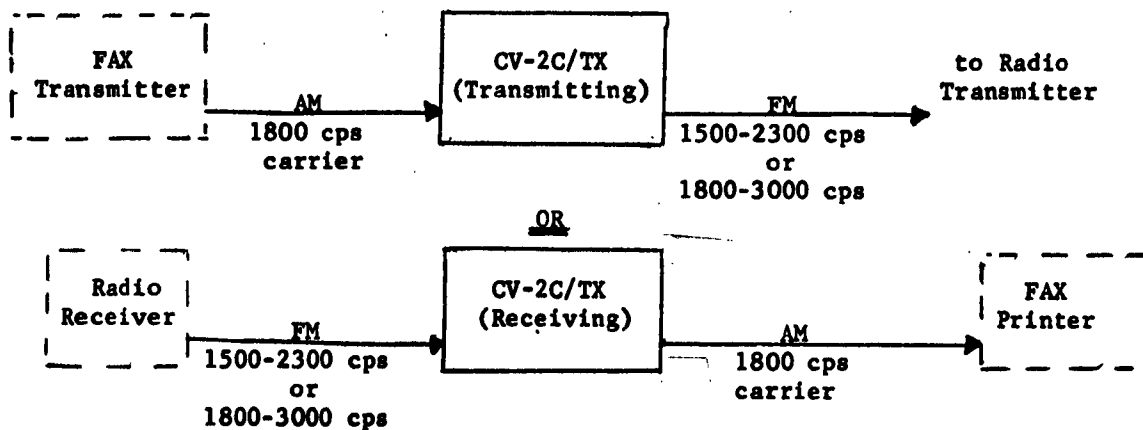 FAX
Transmitter
AM
1800 cps
carrier
CV-2C/TX
(Transmitting)
FM
1500-2300 cps
or
1800-3000 cps
to Radio
Transmitter
OR
Radio
Receiver
FM
1500-2300 cps
or
1800-3000 cps
CV-2C/TX
(Receiving)
AM
1800 cps
carrier
FAX
Printer